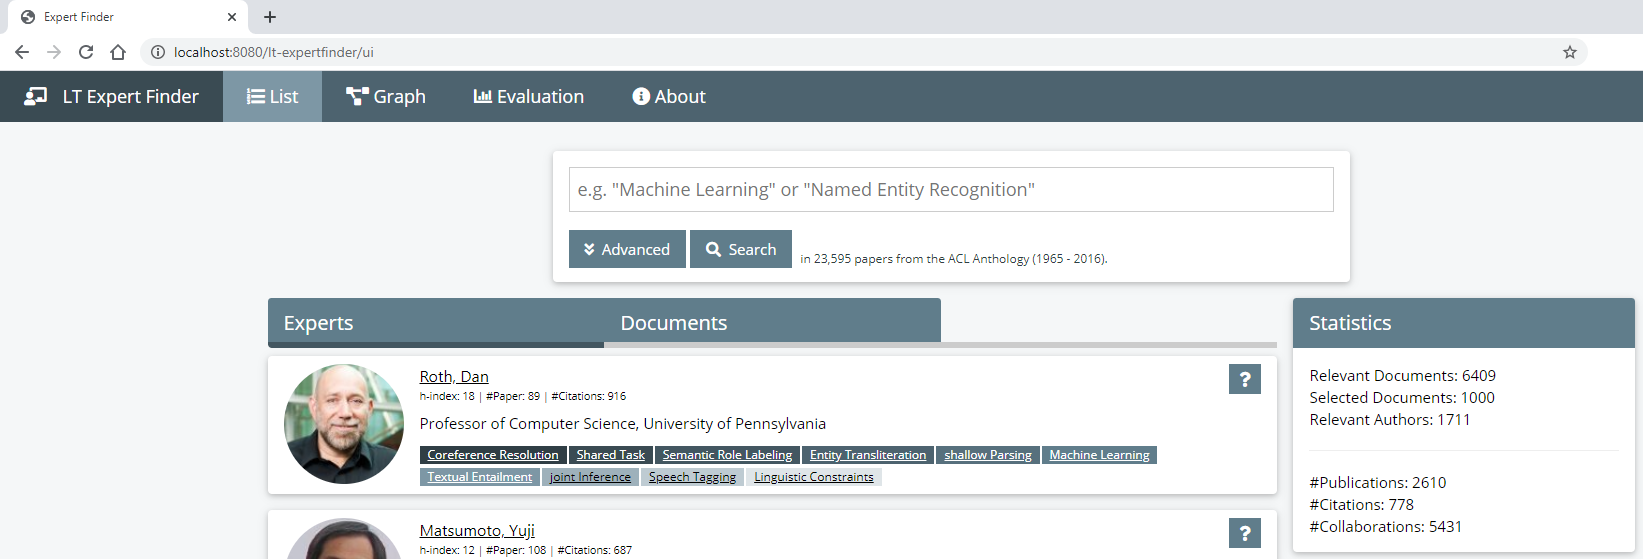 Expert Finder
localhost:8080/lt-expertfinder/ui
LT Expert Finder List Graph Evaluation About
e.g. "Machine Learning" or "Named Entity Recognition"
Advanced Search in 23,595 papers from the ACL Anthology (1965 - 2016).
Experts Documents
Roth, Dan ?
h-index: 18 | #Paper: 89 | #Citations: 916
Professor of Computer Science, University of Pennsylvania
Coreference Resolution Shared Task Semantic Role Labeling Entity Transliteration shallow Parsing Machine Learning
Textual Entailment joint Inference Speech Tagging Linguistic Constraints
Matsumoto, Yuji ?
h-index: 12 | #Paper: 108 | #Citations: 687
Statistics
Relevant Documents: 6409
Selected Documents: 1000
Relevant Authors: 1711
#Publications: 2610
#Citations: 778
#Collaborations: 5431